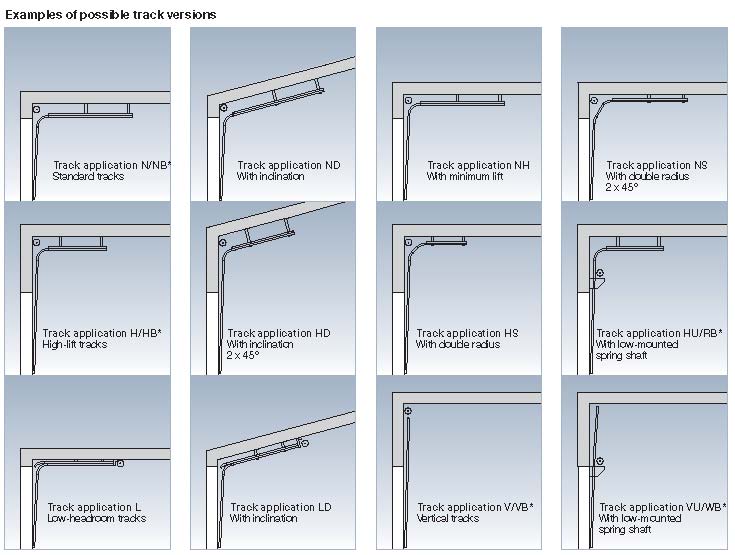 Examples of possible track versions
Track application N/NB*
Standard tracks
Track application ND
With inclination
Track application NH
With minimum lift
Track application NS
With double radius
2 x 45°
Track application H/HB*
High-lift tracks
Track application HD
With inclination
2 x 45°
Track application HS
With double radius
Track application HU/RB*
With low-mounted
spring shaft
Track application L
Low-headroom tracks
Track application LD
With inclination
Track application V/VB*
Vertical tracks
Track application VU/WB*
With low-mounted
spring shaft